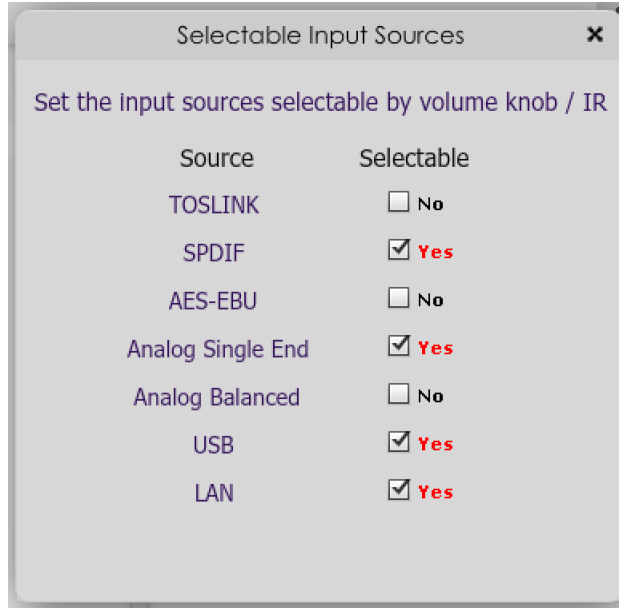 Selectable Input Sources
Set the input sources selectable by volume knob / IR
Source Selectable
TOSLINK No
SPDIF Yes
AES-EBU No
Analog Single End Yes
Analog Balanced No
USB Yes
LAN Yes